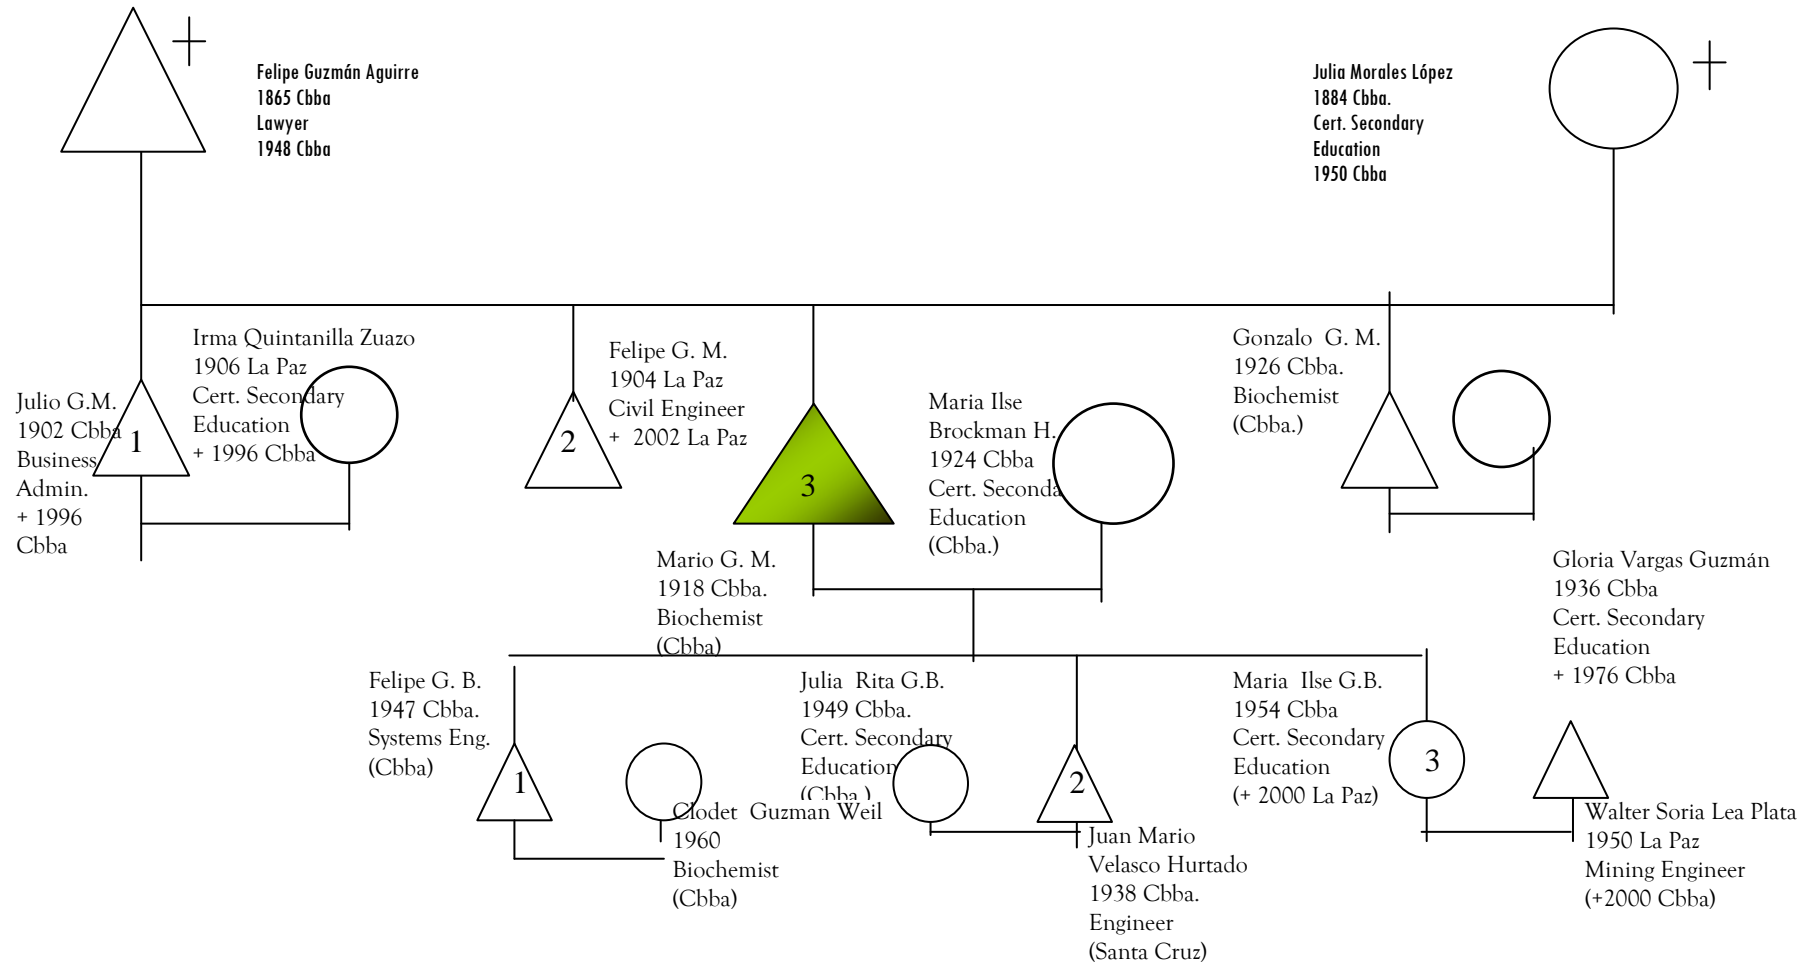 Felipe Guzmán Aguirre
1865 Cbba
Lawyer
1948 Cbba
Julia Morales López
1884 Cbba.
Cert. Secondary
Education
1950 Cbba
Julio G.M.
1902 Cbba
Business
Admin.
+ 1996
Cbba
1
Irma Quintanilla Zuazo
1906 La Paz
Cert. Secondary
Education
+ 1996 Cbba
2
Felipe G. M.
1904 La Paz
Civil Engineer
+ 2002 La Paz
3
Mario G. M.
1918 Cbba.
Biochemist
(Cbba)
Maria Ilse
Brockman H.
1924 Cbba
Cert. Seconda
Education
(Cbba.)
Gonzalo G. M.
1926 Cbba.
Biochemist
(Cbba.)
Gloria Vargas Guzmán
1936 Cbba
Cert. Secondary
Education
+ 1976 Cbba
Felipe G. B.
1947 Cbba.
Systems Eng.
(Cbba)
1
Clodet Guzman Weil
1960
Biochemist
(Cbba)
Julia Rita G.B.
1949 Cbba.
Cert. Secondary
Education
(Cbba.)
2
Juan Mario
Velasco Hurtado
1938 Cbba.
Engineer
(Santa Cruz)
Maria Ilse G.B.
1954 Cbba
Cert. Secondary
Education
(+ 2000 La Paz)
3
Walter Soria Lea Plata
1950 La Paz
Mining Engineer
(+2000 Cbba)